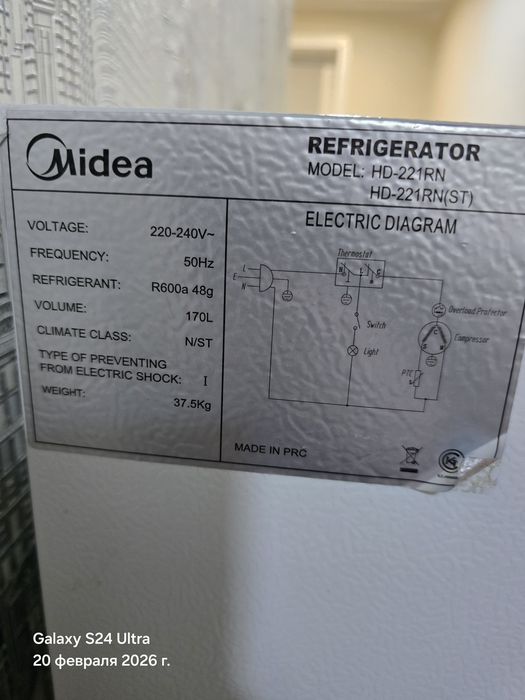 Midea
REFRIGERATOR
MODEL: HD-221RN
HD-221RN(ST)
VOLTAGE: 220-240V~
FREQUENCY: 50Hz
REFRIGERANT: R600a 48g
VOLUME: 170L
CLIMATE CLASS: N/ST
TYPE OF PREVENTING
FROM ELECTRIC SHOCK: I
WEIGHT: 37.5Kg
ELECTRIC DIAGRAM
Thermostat
L
E
N
N L C
Switch
Light
Overload Protector
Compressor
C
S
PTC
MADE IN PRC
Galaxy S24 Ultra
20 февраля 2026 г.